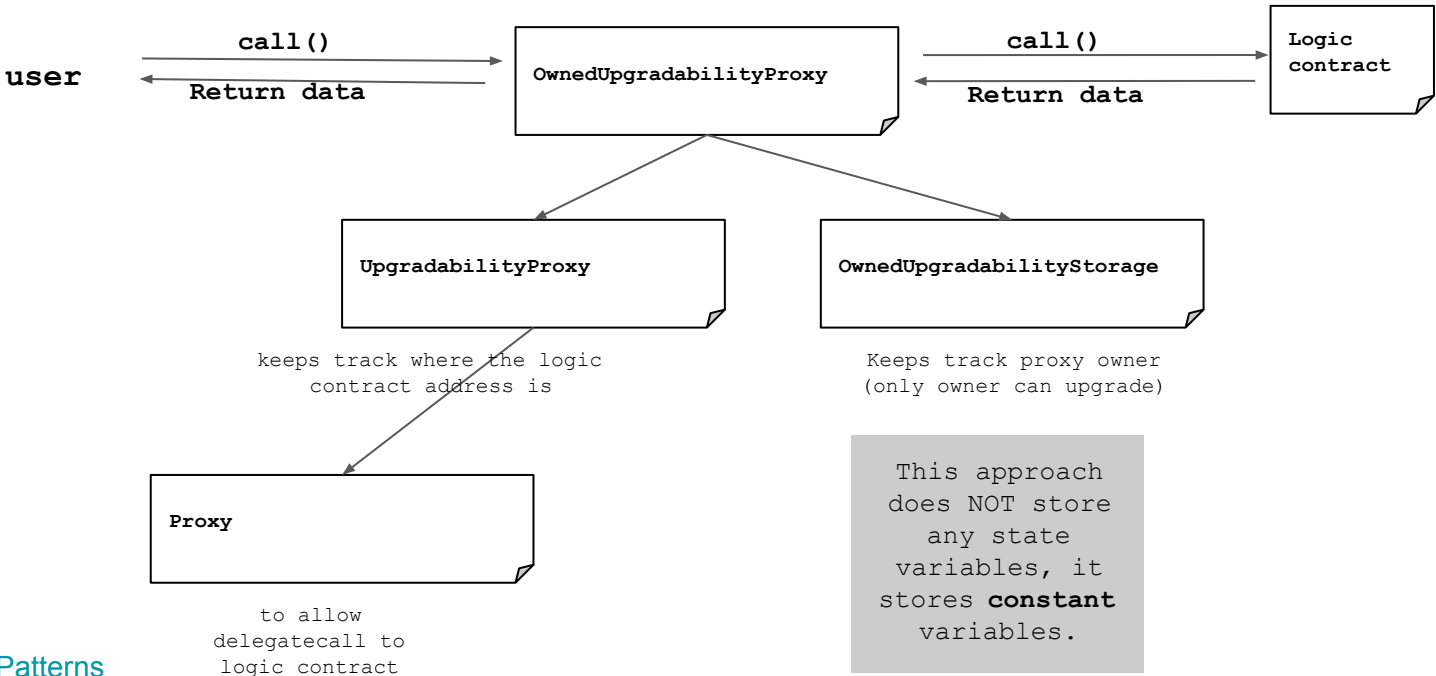 call()
call()
user
OwnedUpgradabilityProxy
Logic
contract
Return data
Return data
UpgradabilityProxy
OwnedUpgradabilityStorage
keeps track where the logic
contract address is
Keeps track proxy owner
(only owner can upgrade)
Proxy
This approach
does NOT store
any state
variables, it
stores constant
variables.
to allow
delegatecall to
logic contract
Patterns